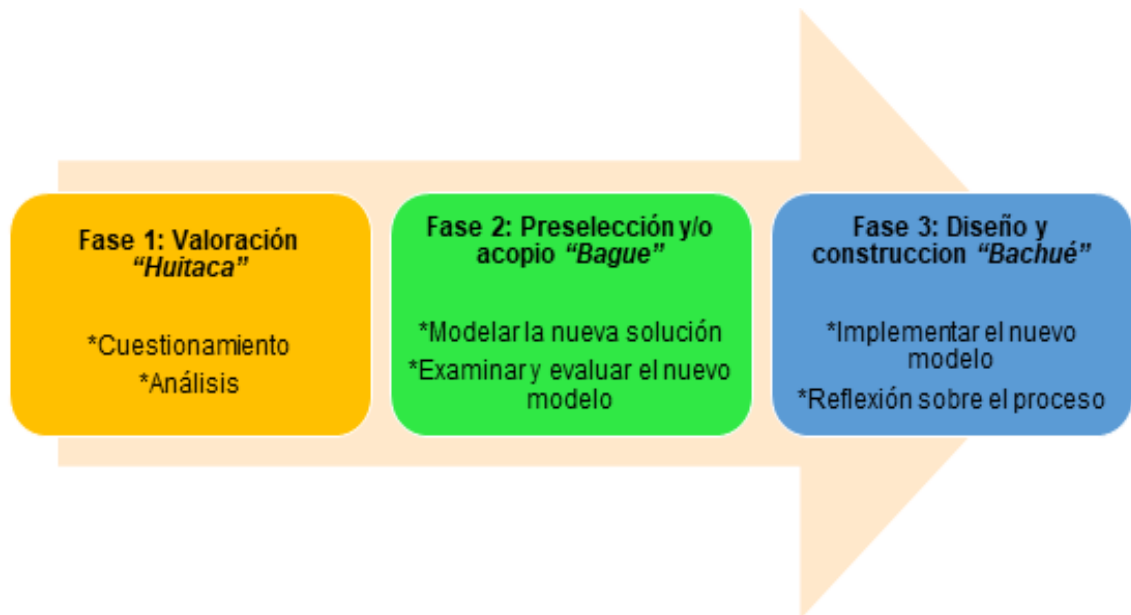 Fase 1: Valoración
“Huitaca”
*Cuestionamiento
*Análisis
Fase 2: Preselección y/o
acopio “Bague”
*Modelar la nueva solución
*Examinar y evaluar el nuevo
modelo
Fase 3: Diseño y
construccion “Bachué”
*Implementar el nuevo
modelo
*Reflexión sobre el proceso